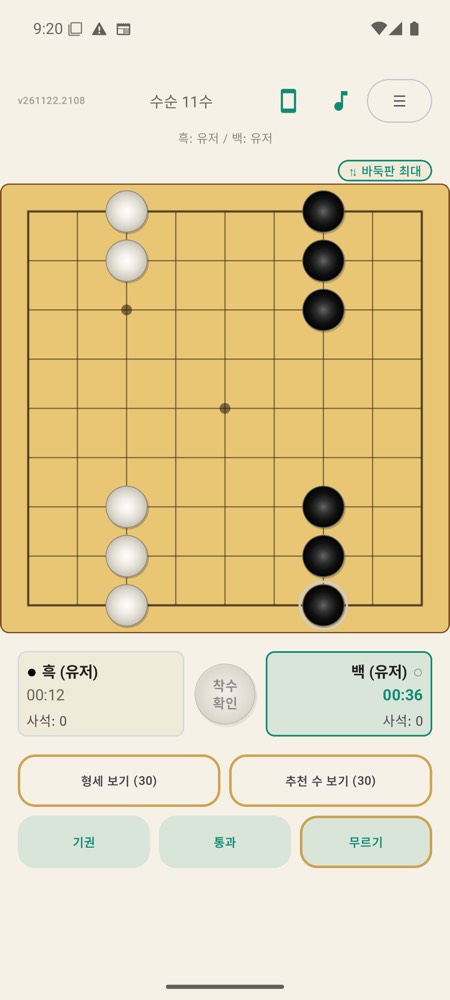 9:20
v261122.2108
수순 11수
흑: 유저 / 백: 유저
↑↓ 바둑판 최대
● 흑 (유저)
00:12
사석: 0
착수
확인
백 (유저) ○
00:36
사석: 0
형세 보기 (30)
추천 수 보기 (30)
기권
통과
무르기